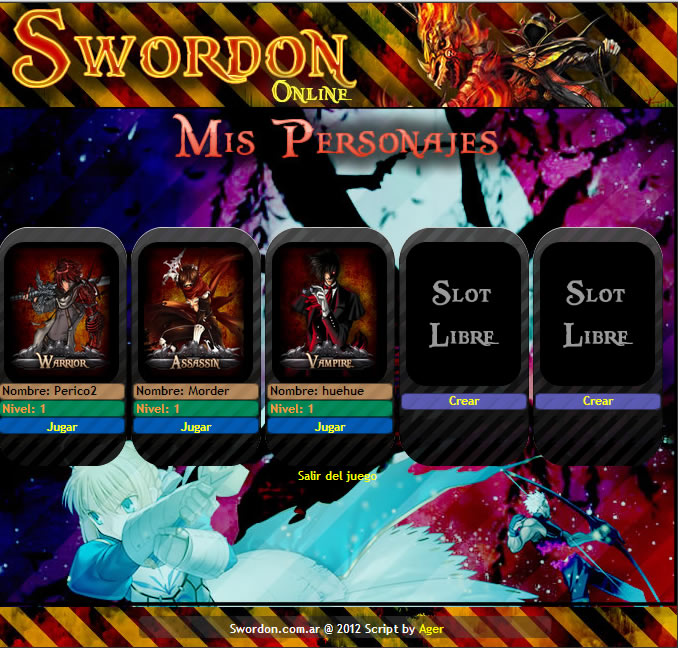 Swordon
Online
Mis Personajes
Warrior
Assassin
Vampire
Slot
Libre
Slot
Libre
Nombre: Perico2
Nombre: Morder
Nombre: huehue
Crear
Crear
Nivel: 1
Nivel: 1
Nivel: 1
Jugar
Jugar
Jugar
Salir del juego
Swordon.com.ar @ 2012 Script by Ager